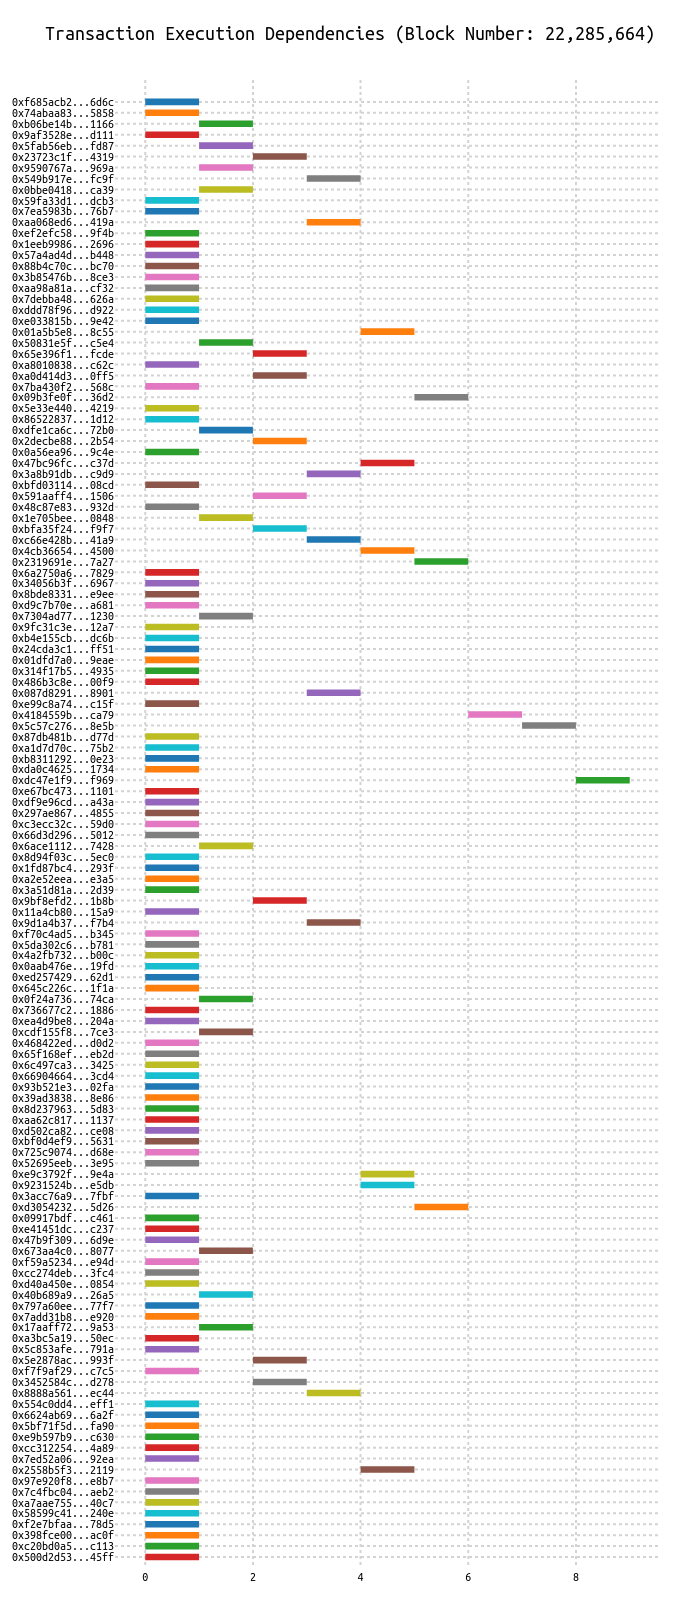 Transaction Execution Dependencies (Block Number: 22,285,664)
0xf685acb2...6d6c
0x74abaa83...5858
0xb06be14b...1166
0x9af3528e...d111
0x5fab56eb...fd87
0x23723c1f...4319
0x9590767a...969a
0x549b917e...fc9f
0x0bbe0418...ca39
0x59fa33d1...dcb3
0x7ea5983b...76b7
0xaa068ed6...419a
0xef2efc58...9f4b
0x1eeb9986...2696
0x57a4ad4d...b448
0x88b4c70c...bc70
0x3b85476b...8ce3
0xaa98a81a...cf32
0x7debba48...626a
0xddd78f96...d922
0xe033815b...9e42
0x01a5b5e8...8c55
0x50831e5f...c5e4
0x65e396f1...fcde
0xa8010838...c62c
0xa0d414d3...0ff5
0x7ba430f2...568c
0x09b3fe0f...36d2
0x5e33e440...4219
0x86522837...1d12
0xdfe1ca6c...72b0
0x2decbe88...2b54
0x0a56ea96...9c4e
0x47bc96fc...c37d
0x3a8b91db...c9d9
0xbfd03114...08cd
0x591aaff4...1506
0x48c87e83...932d
0x1e705bee...0848
0xbfa35f24...f9f7
0xc66e428b...41a9
0x4cb36654...4500
0x2319691e...7a27
0x6a2750a6...7829
0x34056b3f...6967
0x8bde8331...e9ee
0xd9c7b70e...a681
0x7304ad77...1230
0x9fc31c3e...12a7
0xb4e155cb...dc6b
0x24cda3c1...ff51
0x01dfd7a0...9eae
0x314f17b5...4935
0x486b3c8e...00f9
0x087d8291...8901
0xe99c8a74...c15f
0x4184559b...ca79
0x5c57c276...8e5b
0x87db481b...d77d
0xa1d7d70c...75b2
0xb8311292...0e23
0xda0c4625...1734
0xdc47e1f9...f969
0xe67bc473...1101
0xdf9e96cd...a43a
0x297ae867...4855
0xc3ecc32c...59d0
0x66d3d296...5012
0x6ace1112...7428
0x8d94f03c...5ec0
0x1fd87bc4...293f
0xa2e52eea...e3a5
0x3a51d81a...2d39
0x9bf8efd2...1b8b
0x11a4cb80...15a9
0x9d1a4b37...f7b4
0xf70c4ad5...b345
0x5da302c6...b781
0x4a2fb732...b00c
0x0aab476e...19fd
0xed257429...62d1
0x645c226c...1f1a
0x0f24a736...74ca
0x736677c2...1886
0xea4d9be8...204a
0xcdf155f8...7ce3
0x468422ed...d0d2
0x65f168ef...eb2d
0x6c497ca3...3425
0x66904664...3cd4
0x93b521e3...02fa
0x39ad3838...8e86
0x8d237963...5d83
0xaa62c817...1137
0xd502ca82...ce08
0xbf0d4ef9...5631
0x725c9074...d68e
0x52695eeb...3e95
0xe9c3792f...9e4a
0x9231524b...e5db
0x3acc76a9...7fbf
0xd3054232...5d26
0x09917bdf...c461
0xe41451dc...c237
0x47b9f309...6d9e
0x673aa4c0...8077
0xf59a5234...e94d
0xcc274deb...3fc4
0xd40a450e...0854
0x40b689a9...26a5
0x797a60ee...77f7
0x7add31b8...e920
0x17aaff72...9a53
0xa3bc5a19...50ec
0x5c853afe...791a
0x5e2878ac...993f
0xf7f9af29...c7c5
0x3452584c...d278
0x8888a561...ec44
0x554c0dd4...eff1
0x6624ab69...6a2f
0x5bf71f5d...fa90
0xe9b597b9...c630
0xcc312254...4a89
0x7ed52a06...92ea
0x2558b5f3...2119
0x97e920f8...e8b7
0x7c4fbc04...aeb2
0xa7aae755...40c7
0x58599c41...240e
0xf2e7bfaa...78d5
0x398fce00...ac0f
0xc20bd0a5...c113
0x500d2d53...45ff
0 2 4 6 8